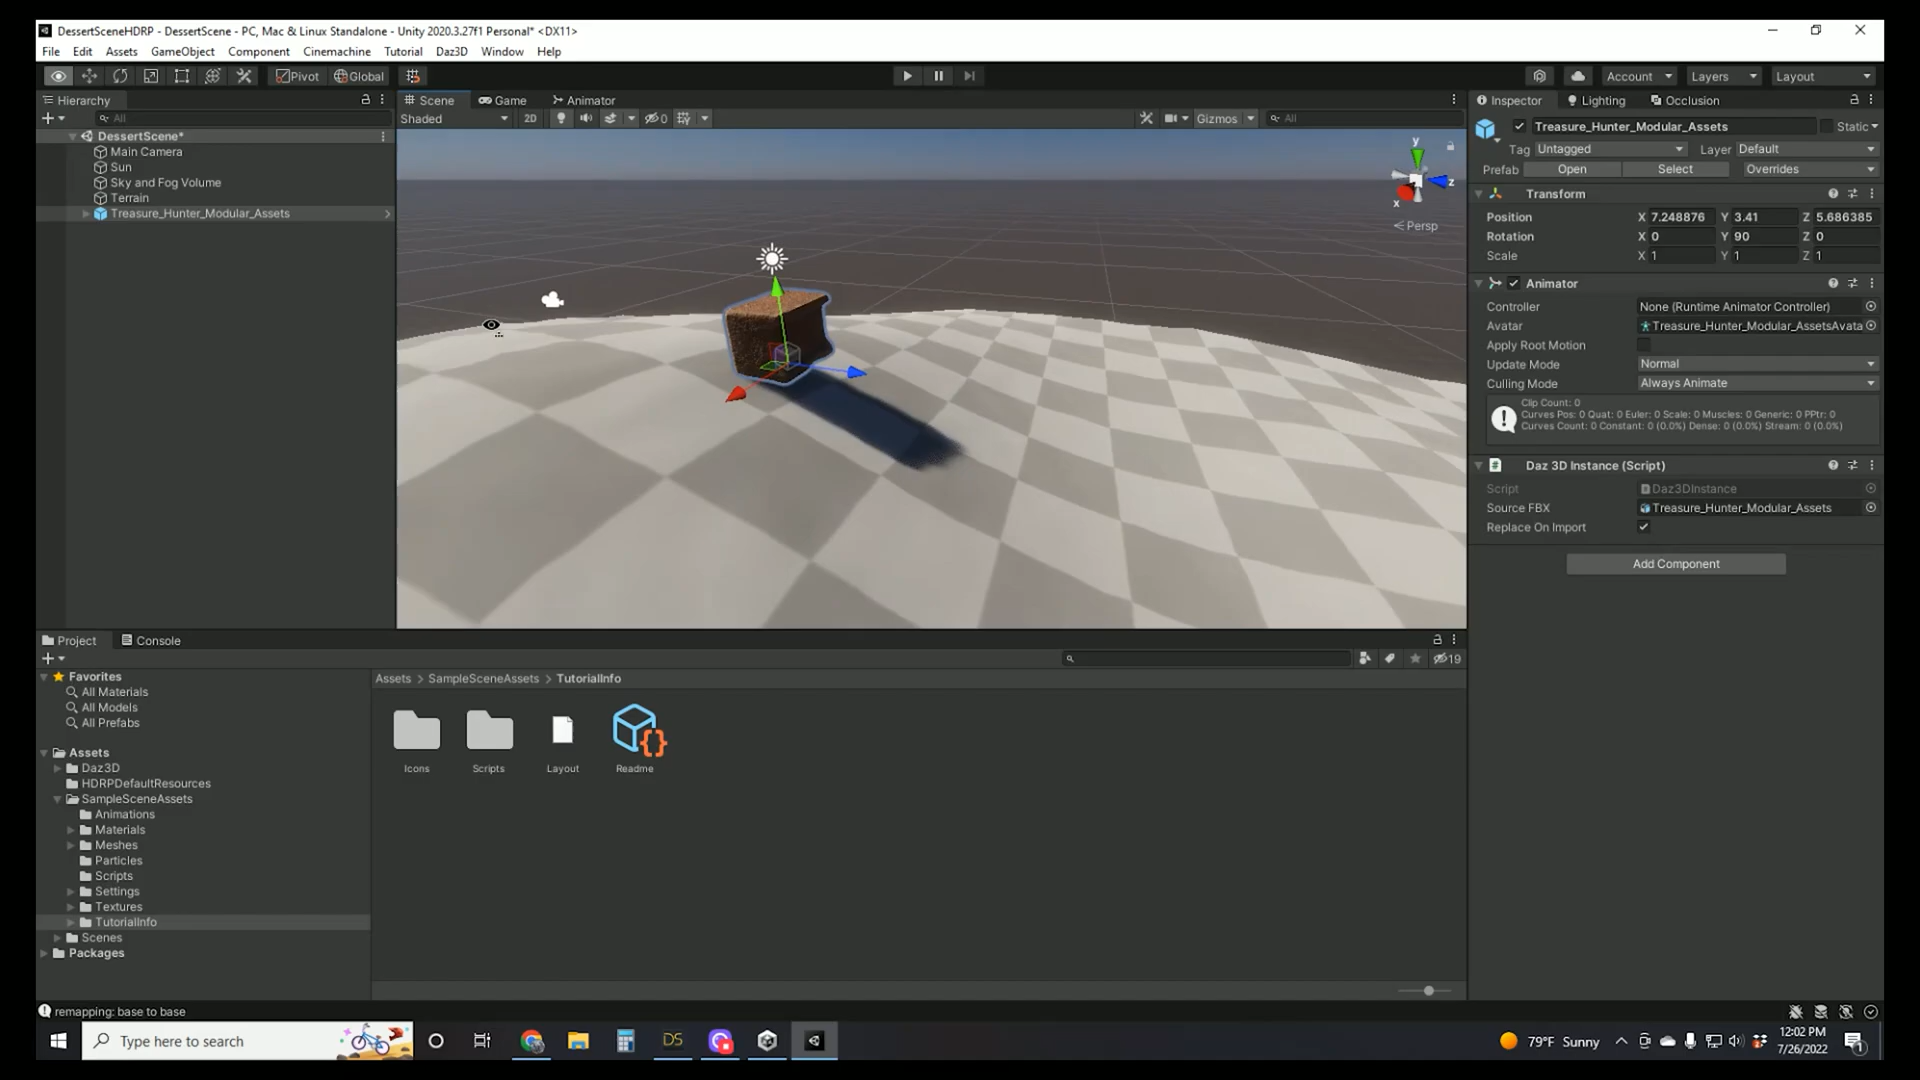 DessertSceneHDRP - DessertScene - PC, Mac & Linux Standalone - Unity 2020.3.27f1 Personal* <DX11>
File Edit Assets GameObject Component Cinemachine Tutorial Daz3D Window Help
Pivot Global Account Layers Layout
Hierarchy Scene Game Animator Inspector Lighting Occlusion
All Shaded 2D 0 Gizmos All
DessertScene*
Main Camera
Sun
Sky and Fog Volume
Terrain
Treasure_Hunter_Modular_Assets
y
z
x
Persp
Treasure_Hunter_Modular_Assets Static
Tag Untagged Layer Default
Prefab Open Select Overrides
Transform
Position X 7.248876 Y 3.41 Z 5.686385
Rotation X 0 Y 90 Z 0
Scale X 1 Y 1 Z 1
Animator
Controller None (Runtime Animator Controller)
Avatar Treasure_Hunter_Modular_AssetsAvata
Apply Root Motion
Update Mode Normal
Culling Mode Always Animate
Clip Count: 0
Curves Pos: 0 Quat: 0 Euler: 0 Scale: 0 Muscles: 0 Generic: 0 PPtr: 0
Curves Count: 0 Constant: 0 (0.0%) Dense: 0 (0.0%) Stream: 0 (0.0%)
# Daz 3D Instance (Script)
Script Daz3DInstance
Source FBX Treasure_Hunter_Modular_Assets
Replace On Import
Add Component
Project Console
19
Favorites
All Materials
All Models
All Prefabs
Assets
Daz3D
HDRPDefaultResources
SampleSceneAssets
Animations
Materials
Meshes
Particles
Scripts
Settings
Textures
TutorialInfo
Scenes
Packages
Assets > SampleSceneAssets > TutorialInfo
Icons Scripts Layout Readme
remapping: base to base
Type here to search
DS
79°F Sunny
12:02 PM
7/26/2022
1